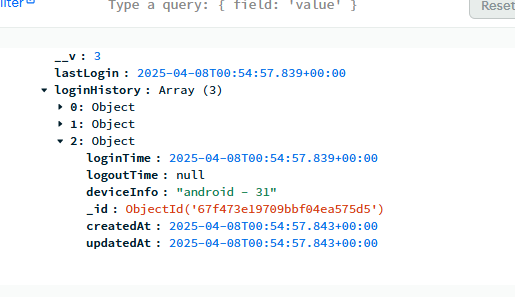 Type a query: { field: 'value' }
Reset
__v : 3
lastLogin : 2025-04-08T00:54:57.839+00:00
loginHistory : Array (3)
0: Object
1: Object
2: Object
loginTime : 2025-04-08T00:54:57.839+00:00
logoutTime : null
deviceInfo : "android - 31"
_id : ObjectId('67f473e19709bbf04ea575d5')
createdAt : 2025-04-08T00:54:57.843+00:00
updatedAt : 2025-04-08T00:54:57.843+00:00